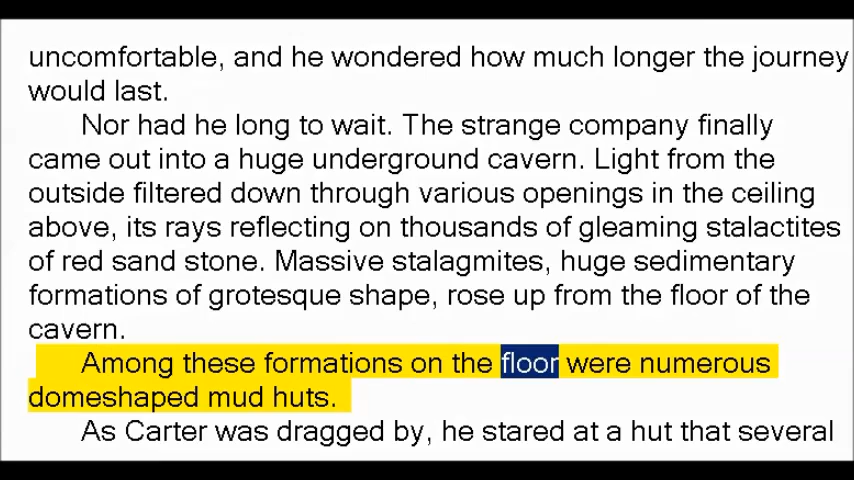 uncomfortable, and he wondered how much longer the journey
would last.
Nor had he long to wait. The strange company finally
came out into a huge underground cavern. Light from the
outside filtered down through various openings in the ceiling
above, its rays reflecting on thousands of gleaming stalactites
of red sand stone. Massive stalagmites, huge sedimentary
formations of grotesque shape, rose up from the floor of the
cavern.
Among these formations on the floor were numerous
domeshaped mud huts.
As Carter was dragged by, he stared at a hut that several